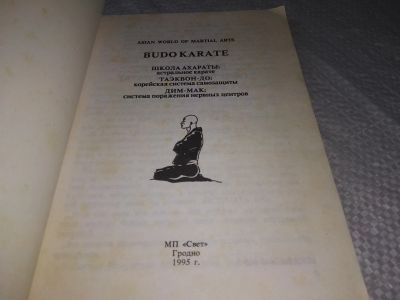 ASIAN WORLD OF MARTIAL ARTS
BUDO KARATE
ШКОЛА АХАРАТЫ:
астральное карате
ТАЭКВОН-ДО:
корейская система самозащиты
ДИМ-МАК:
система поражения нервных центров
МП «Свет»
Гродно
1995 г.